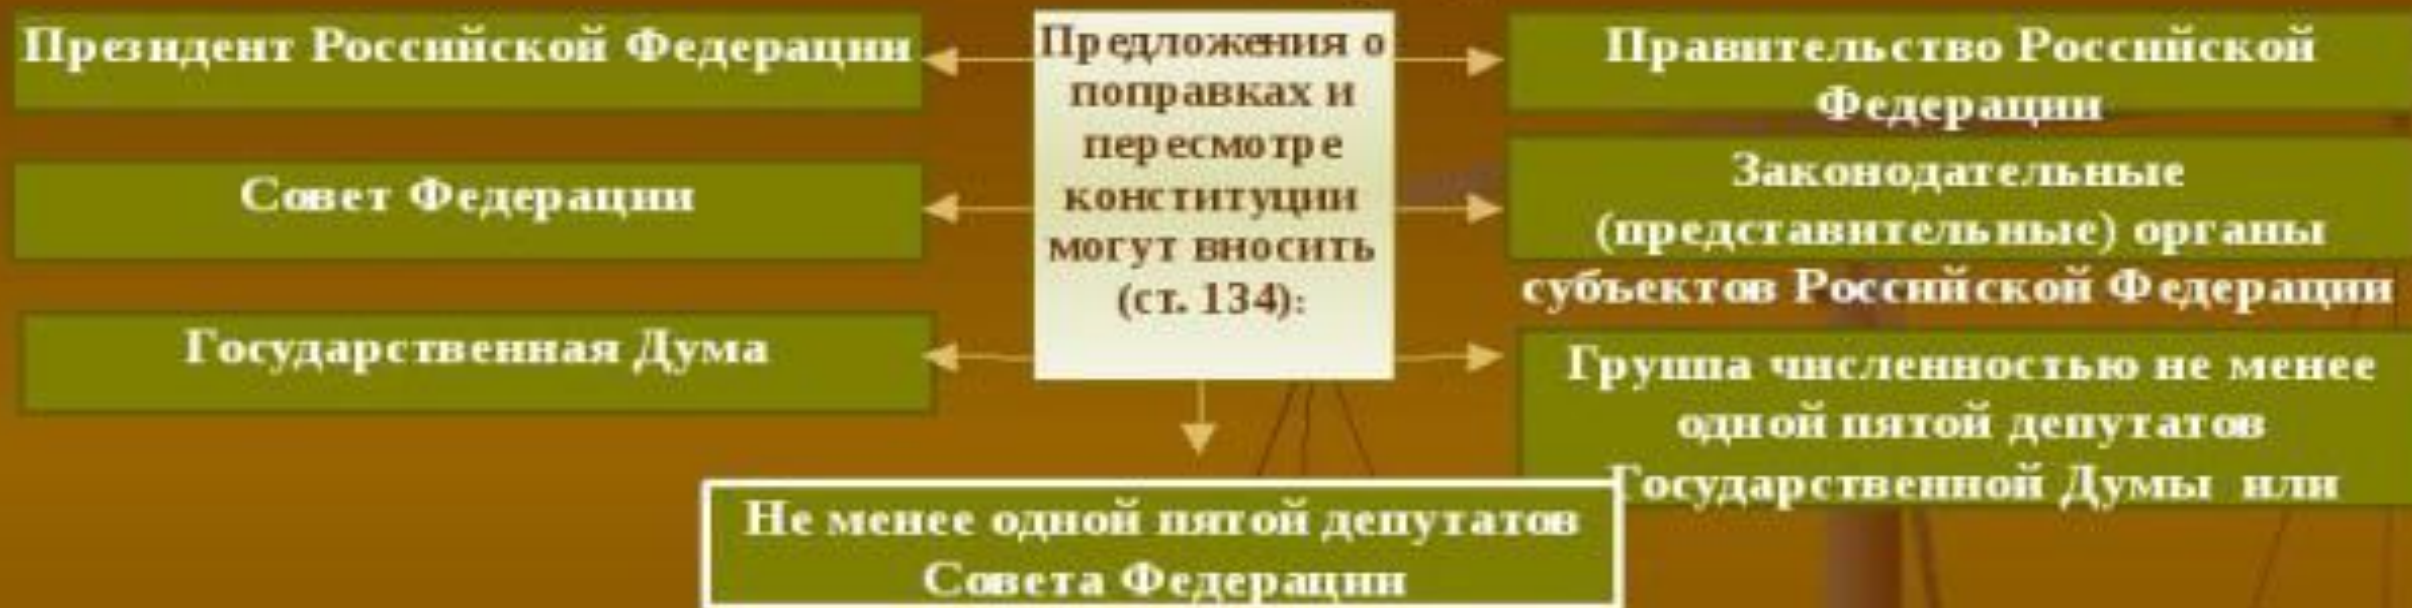 Президент Российской Федерации
Совет Федерации
Государственная Дума
Предложения о
поправках и
пересмотре
конституции
могут вносить
(ст. 134):
Правительство Российской
Федерации
Законодательные
(представительные) органы
субъектов Российской Федерации
Группа численностью не менее
одной пятой депутатов
Государственной Думы или
Не менее одной пятой депутатов
Совета Федерации